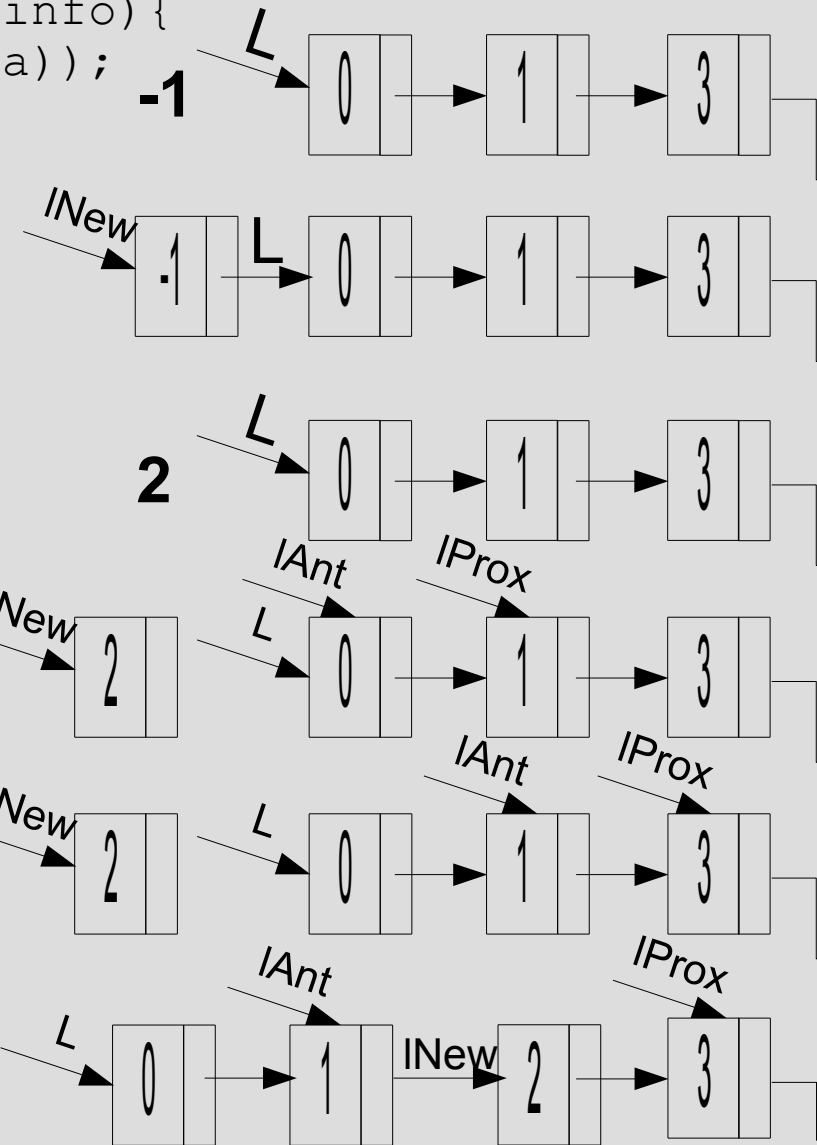 info){
a));
-1 L 0 1 3
lNew -1 L 0 1 3
2 L 0 1 3
lAnt lProx
New 2 L 0 1 3
lAnt lProx
New 2 L 0 1 3
lAnt lProx
L 0 1 lNew 2 3